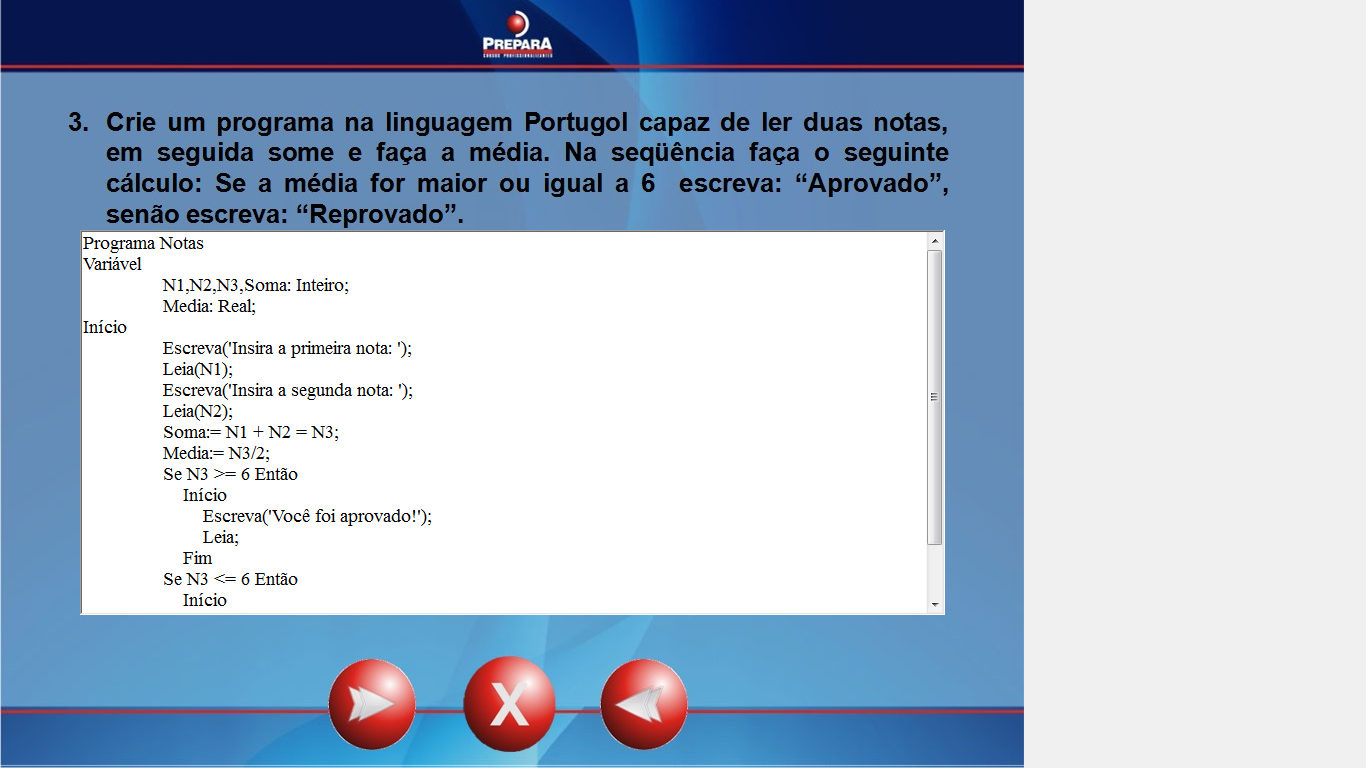 PREPARA
CURSOS PROFISSIONALIZANTES
3. Crie um programa na linguagem Portugol capaz de ler duas notas,
em seguida some e faça a média. Na seqüência faça o seguinte
cálculo: Se a média for maior ou igual a 6 escreva: “Aprovado”,
senão escreva: “Reprovado”.
Programa Notas
Variável
N1,N2,N3,Soma: Inteiro;
Media: Real;
Início
Escreva('Insira a primeira nota: ');
Leia(N1);
Escreva('Insira a segunda nota: ');
Leia(N2);
Soma:= N1 + N2 = N3;
Media:= N3/2;
Se N3 >= 6 Então
Início
Escreva('Você foi aprovado!');
Leia;
Fim
Se N3 <= 6 Então
Início
X